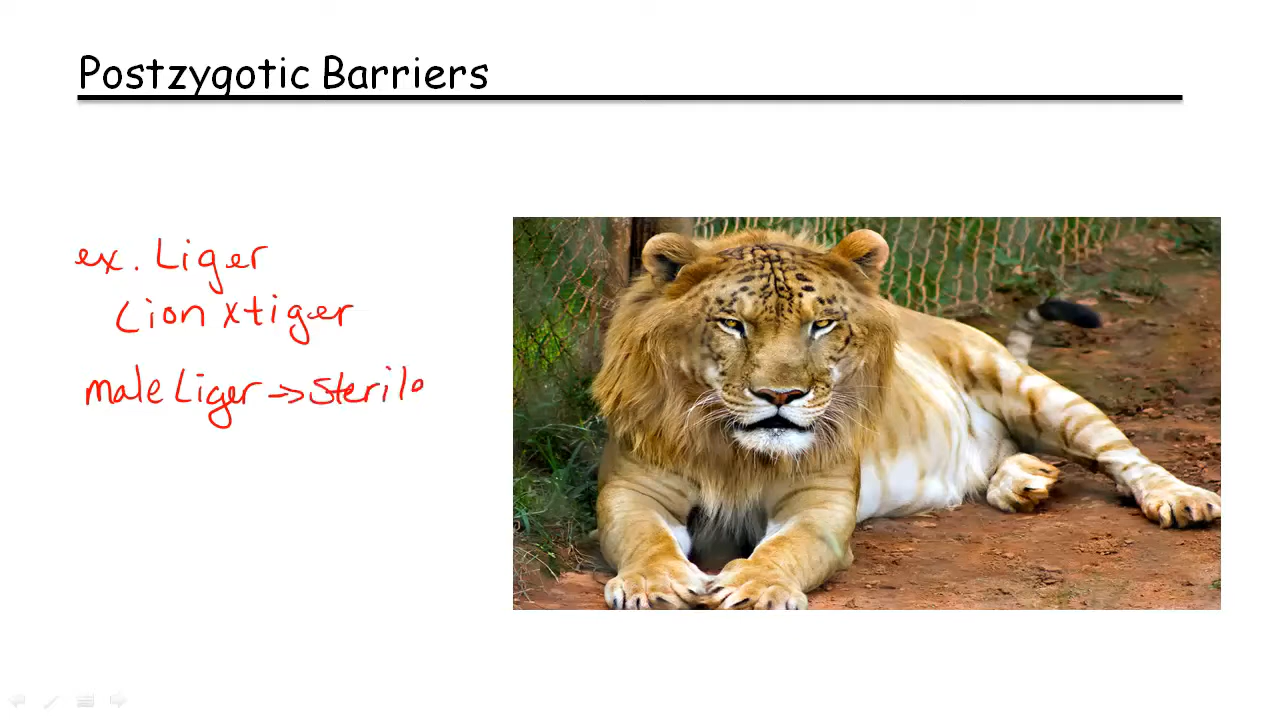 Postzygotic Barriers
ex. Liger
Lion x tiger
male Liger → sterile